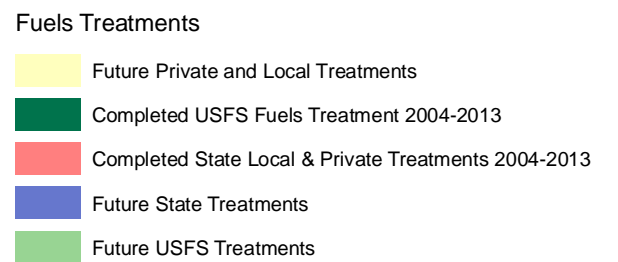 Fuels Treatments
Future Private and Local Treatments
Completed USFS Fuels Treatment 2004-2013
Completed State Local & Private Treatments 2004-2013
Future State Treatments
Future USFS Treatments